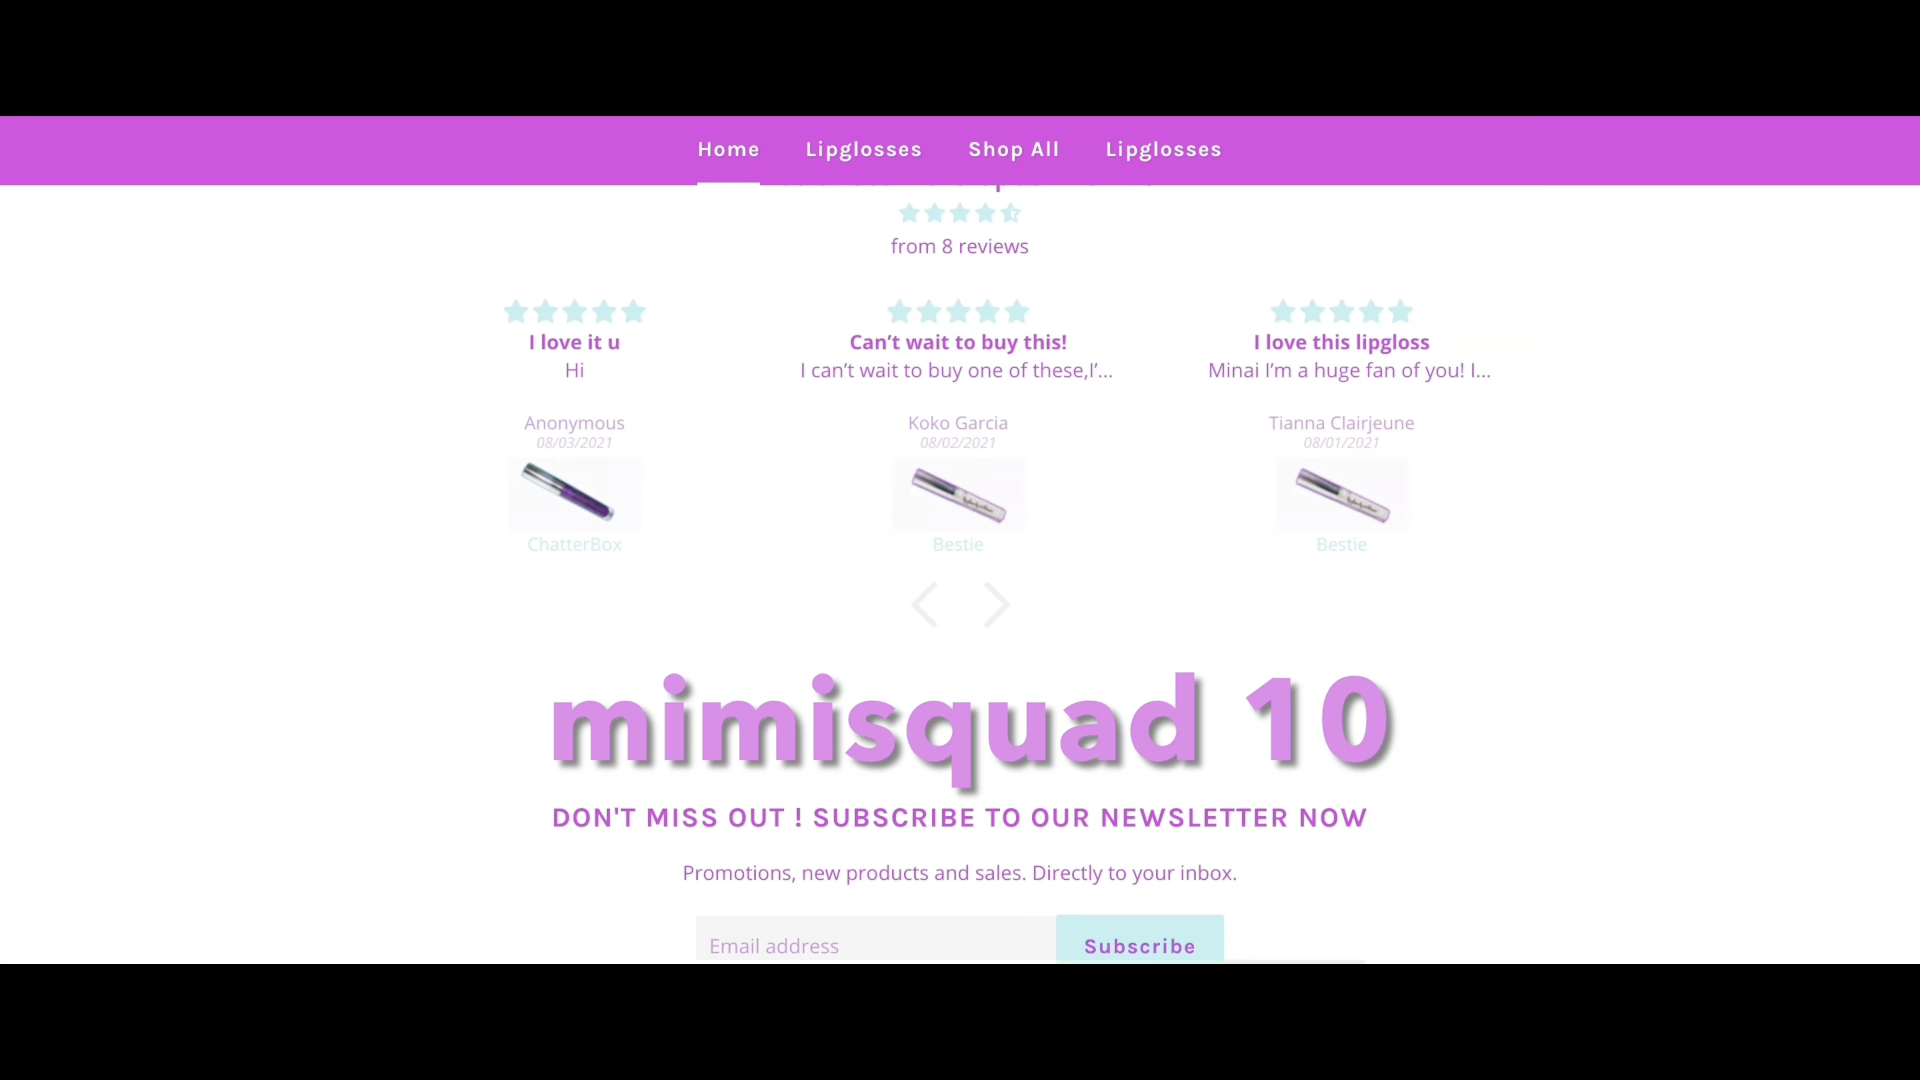 Home Lipglosses Shop All Lipglosses
from 8 reviews
I love it u
Hi
Anonymous
08/03/2021
ChatterBox
Can’t wait to buy this!
I can’t wait to buy one of these,I’...
Koko Garcia
08/02/2021
Bestie
I love this lipgloss
Minai I’m a huge fan of you! I...
Tianna Clairjeune
08/01/2021
Bestie
mimisquad 10
DON'T MISS OUT ! SUBSCRIBE TO OUR NEWSLETTER NOW
Promotions, new products and sales. Directly to your inbox.
Email address
Subscribe